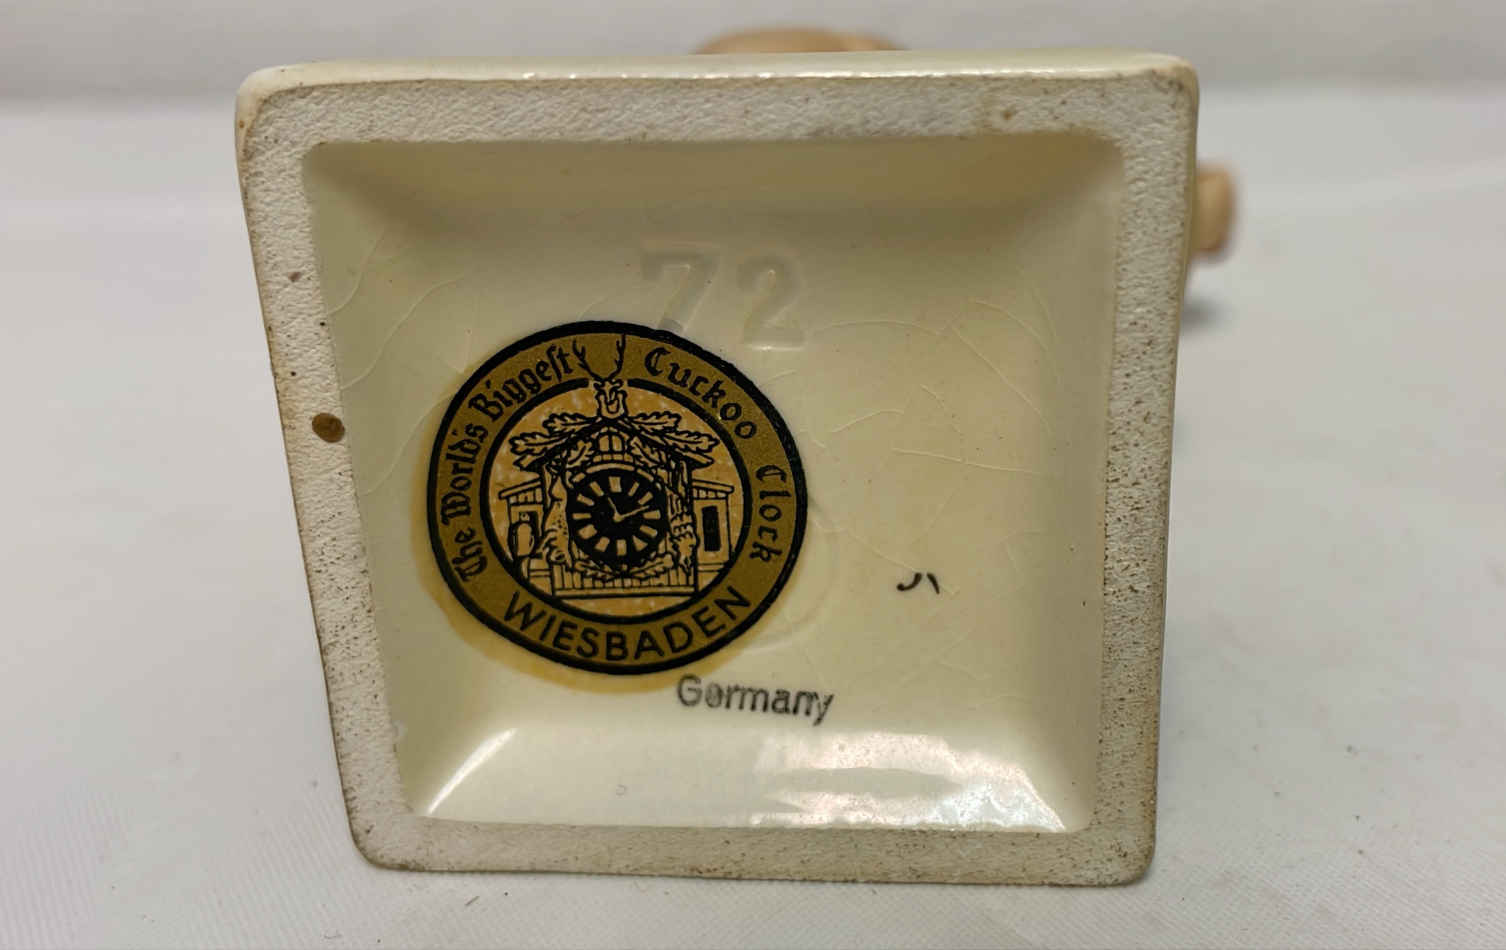 72
The World's Biggest Cuckoo Clock
WIESBADEN
Germany